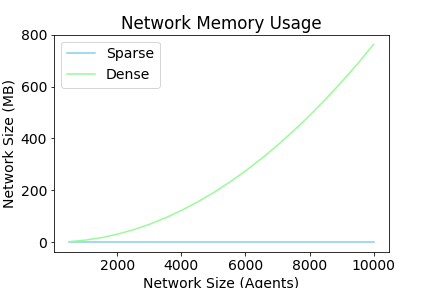 Network Memory Usage
Sparse
Dense
Network Size (MB)
800
600
400
200
0
2000 4000 6000 8000 10000
Network Size (Agents)